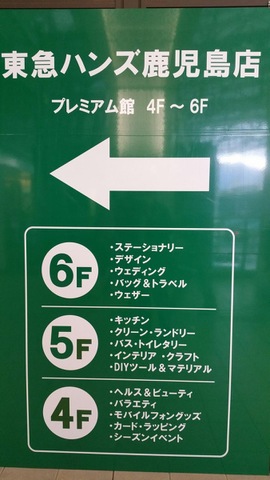 東急ハンズ鹿児島店
プレミアム館 4F ～ 6F
6F
・ステーショナリー
・デザイン
・ウェディング
・バッグ&トラベル
・ウェザー
5F
・キッチン
・クリーン・ランドリー
・バス・トイレタリー
・インテリア・クラフト
・DIYツール&マテリアル
4F
・ヘルス&ビューティ
・バラエティ
・モバイルフォングッズ
・カード・ラッピング
・シーズンイベント